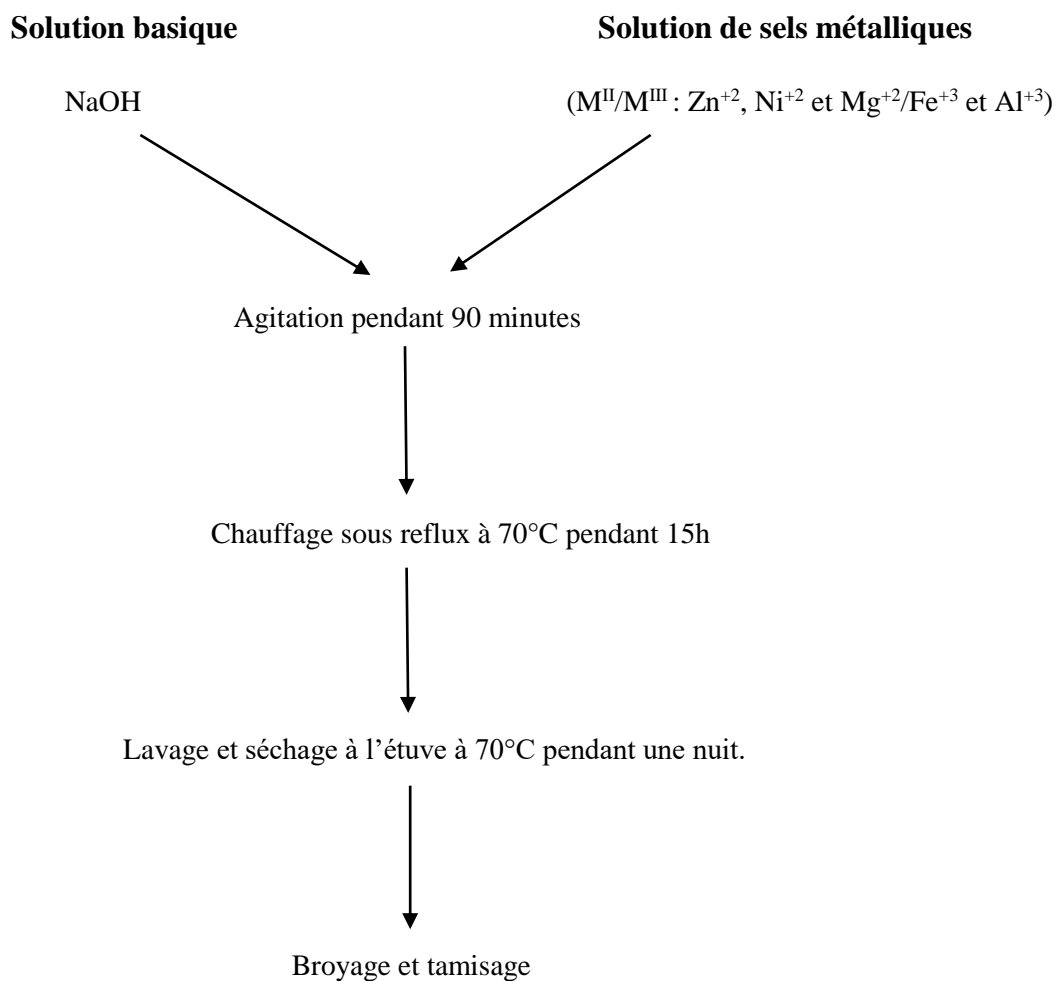 Solution basique
Solution de sels métalliques
NaOH
(M^II/M^III : Zn^+2, Ni^+2 et Mg^+2/Fe^+3 et Al^+3)
Agitation pendant 90 minutes
Chauffage sous reflux à 70°C pendant 15h
Lavage et séchage à l’étuve à 70°C pendant une nuit.
Broyage et tamisage